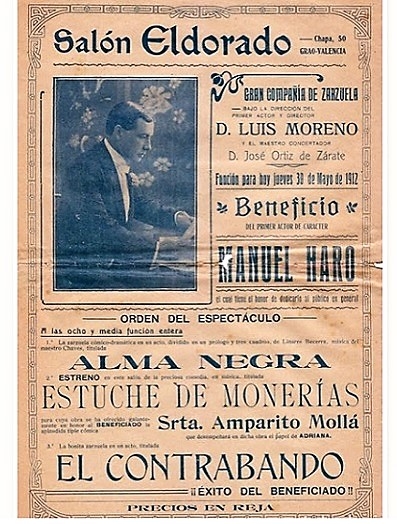 Salón Eldorado
Chapa, 50
GRAO-VALENCIA
GRAN COMPAÑÍA DE ZARZUELA
BAJO LA DIRECCIÓN DEL
PRIMER ACTOR Y DIRECTOR
D. LUIS MORENO
Y EL MAESTRO CONCERTADOR
D. José Ortiz de Zárate
Función para hoy jueves 30 de Mayo de 1912
Beneficio
DEL PRIMER ACTOR DE CARÁCTER
MANUEL HARO
el cual tiene el honor de dedicarlo al público en general
ORDEN DEL ESPECTÁCULO
A las ocho y media función entera
1.ª La zarzuela cómico-dramática en un acto, dividido en un prólogo y tres cuadros, de Linares Becerra, música del
maestro Chaves, titulada
ALMA NEGRA
2.ª ESTRENO en este salón de la preciosa comedia, en música, titulada
ESTUCHE DE MONERÍAS
para cuya obra se ha ofrecido galante-
mente en honor al BENEFICIADO la
aplaudida tiple cómica
Srta. Amparito Mollá
que desempeñará en dicha obra el papel de ADRIANA.
3.ª La bonita zarzuela en un acto, titulada
EL CONTRABANDO
¡¡ÉXITO DEL BENEFICIADO!!
PRECIOS EN REJA